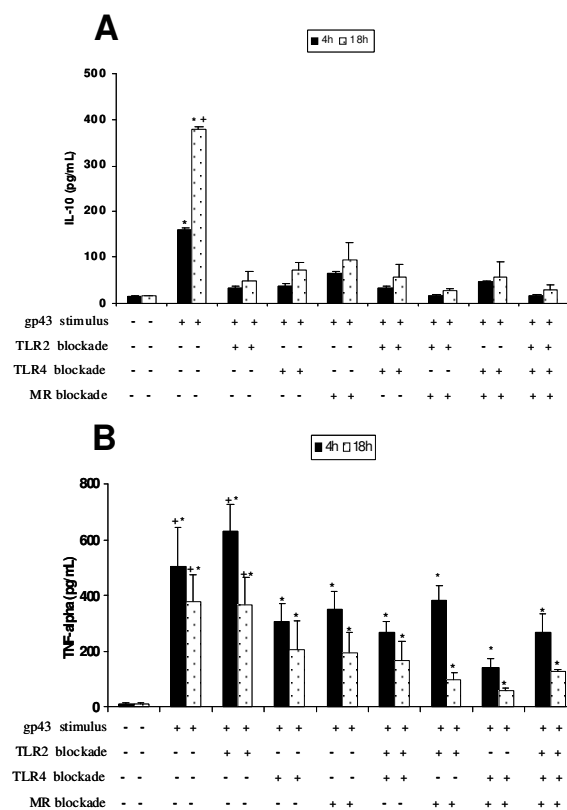 A
4h 18h
500
* +
400
300
IL-10 (pg/mL)
*
200
100
0
gp43 stimulus - - + + + + + + + + + + + + + + + +
TLR2 blockade - - - - + + - - - - + + + + - - + +
TLR4 blockade - - - - - - + + - - + + - - + + + +
MR blockade - - - - - - - - + + - - + + + + + +
B
4h 18h
800
+*
600
+* +* +* *
TNF-alpha (pg/mL)
400
* * * *
* * * * *
200
* *
0
gp43 stimulus - - + + + + + + + + + + + + + + + +
TLR2 blockade - - - - + + - - - - + + + + - - + +
TLR4 blockade - - - - - - + + - - + + - - + + + +
MR blockade - - - - - - - - + + - - + + + + + +